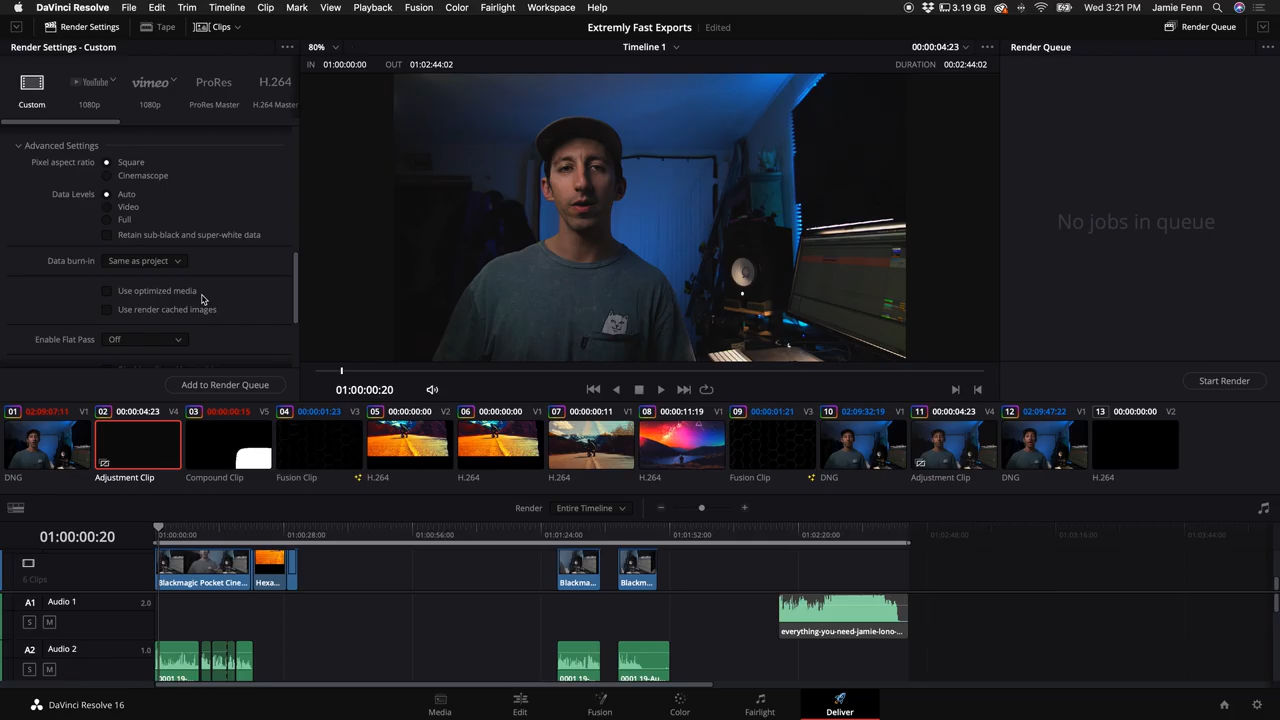 DaVinci Resolve File Edit Trim Timeline Clip Mark View Playback Fusion Color Fairlight Workspace Help 3.19 GB Wed 3:21 PM Jamie Fenn
Render Settings Tape Clips Extremly Fast Exports Edited Render Queue
Render Settings - Custom 80% Timeline 1 00:00:04:23 Render Queue
IN 01:00:00:00 OUT 01:02:44:02 DURATION 00:02:44:02
YouTube vimeo ProRes H.264
Custom 1080p 1080p ProRes Master H.264 Master
Advanced Settings
Pixel aspect ratio Square
Cinemascope
Data Levels Auto
Video
Full
Retain sub-black and super-white data
Data burn-in Same as project
Use optimized media
Use render cached images
Enable Flat Pass Off
No jobs in queue
Add to Render Queue 01:00:00:20 Start Render
01 02:09:07:11 V1 02 00:00:04:23 V4 03 00:00:00:15 V5 04 00:00:01:23 V3 05 00:00:00:00 V2 06 00:00:00:00 V1 07 00:00:00:11 V1 08 00:00:11:19 V1 09 00:00:01:21 V3 10 02:09:32:19 V1 11 00:00:04:23 V2 12 02:09:47:22 V1 13 00:00:00:00 V2
DNG Adjustment Clip Compound Clip Fusion Clip H.264 H.264 H.264 H.264 Fusion Clip DNG Adjustment Clip DNG H.264
Render Entire Timeline
01:00:00:20 01:00:00:00 01:00:28:00 01:00:56:00 01:01:24:00 01:01:52:00 01:02:20:00 01:02:48:00 01:03:16:00 01:03:44:00
6 Clips Blackmagic Pocket Cine... Hexa... Blackma... Blackm...
A1 Audio 1 2.0
S M everything-you-need-jamie-lono-...
A2 Audio 2 1.0
S M 0001 19-... 0001 19-Au...
DaVinci Resolve 16 Media Edit Fusion Color Fairlight Deliver